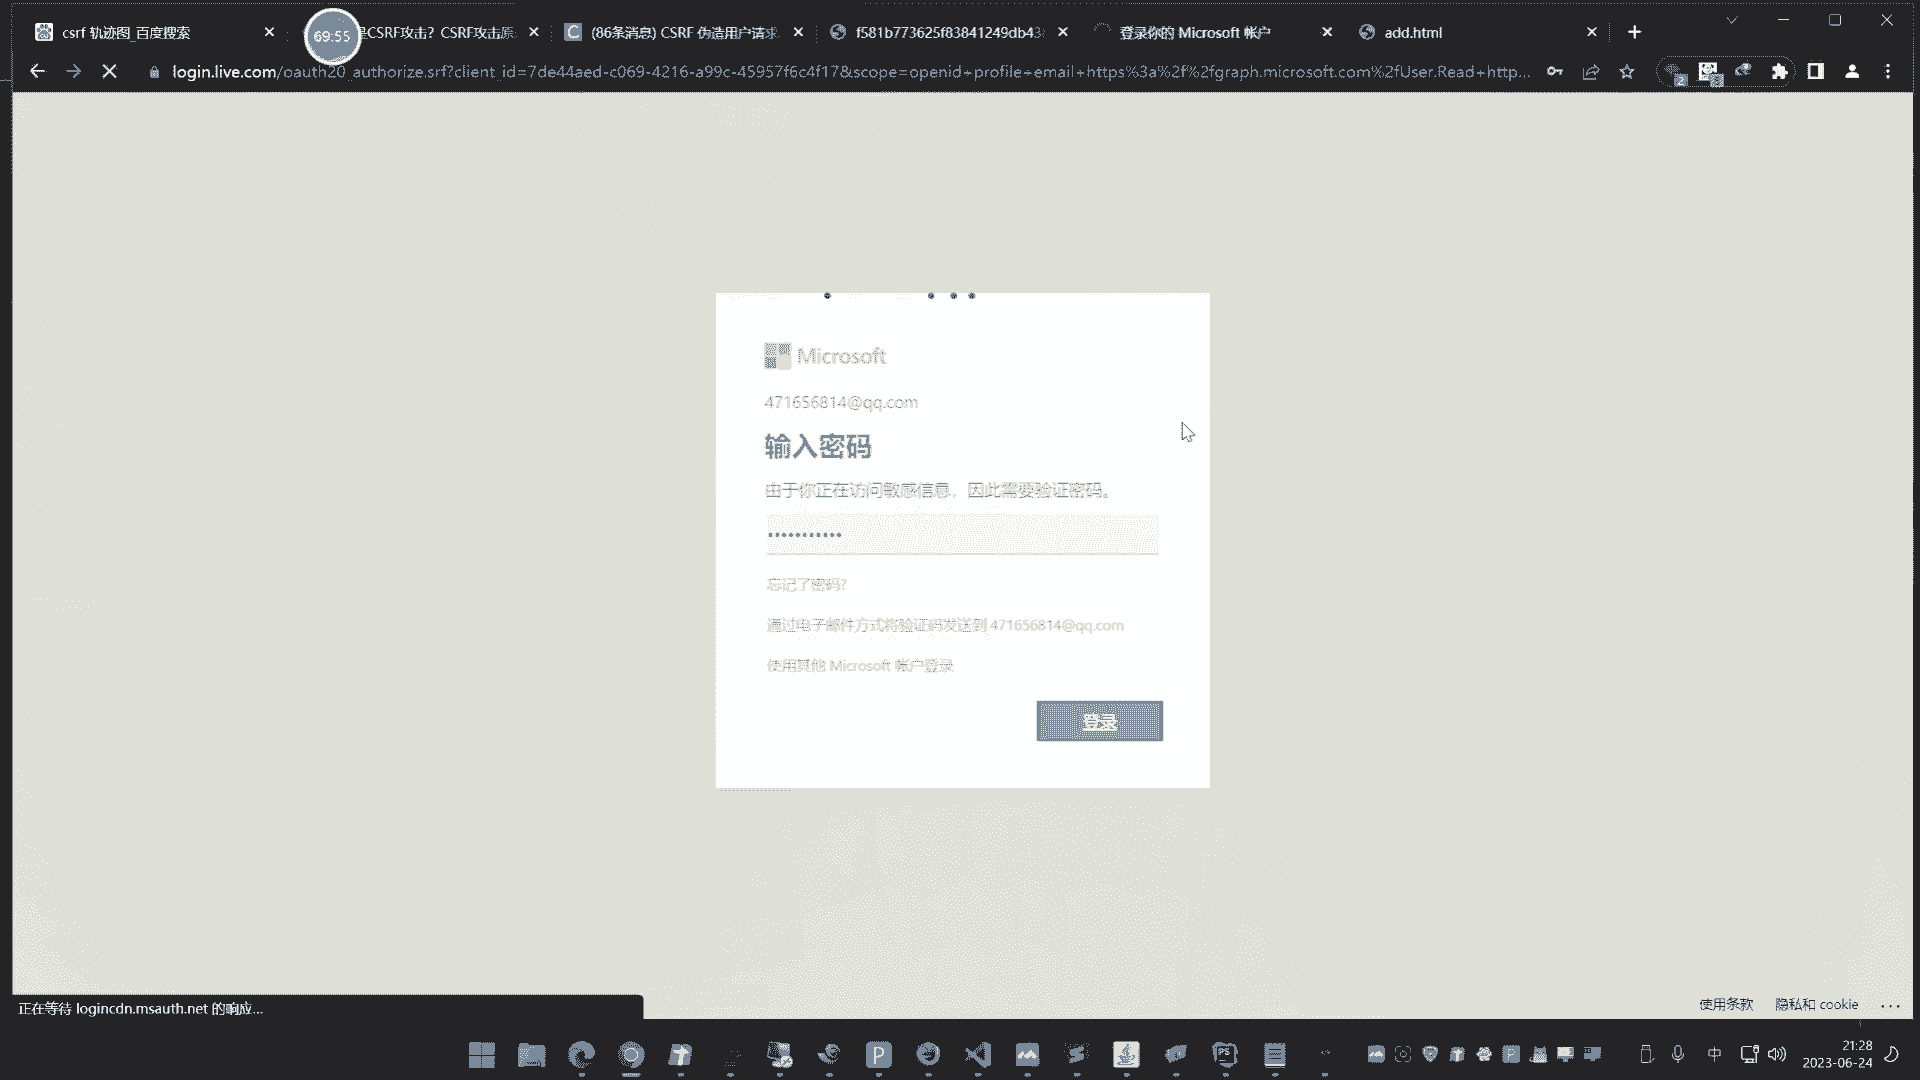 csrf 轨迹图_百度搜索
69:55
是CSRF攻击？CSRF攻击原
(86条消息) CSRF 伪造用户请求
f581b773625f83841249db43
登录你的 Microsoft 帐户
add.html
login.live.com/oauth20_authorize.srf?client_id=7de44aed-c069-4216-a99c-45957f6c4f17&scope=openid+profile+email+https%3a%2f%2fgraph.microsoft.com%2fUser.Read+http...
Microsoft
471656814@qq.com
输入密码
由于你正在访问敏感信息，因此需要验证密码。
忘记了密码?
通过电子邮件方式将验证码发送到 471656814@qq.com
使用其他 Microsoft 帐户登录
登录
正在等待 logincdn.msauth.net 的响应...
使用条款
隐私和 cookie
...
中
21:28
2023-06-24